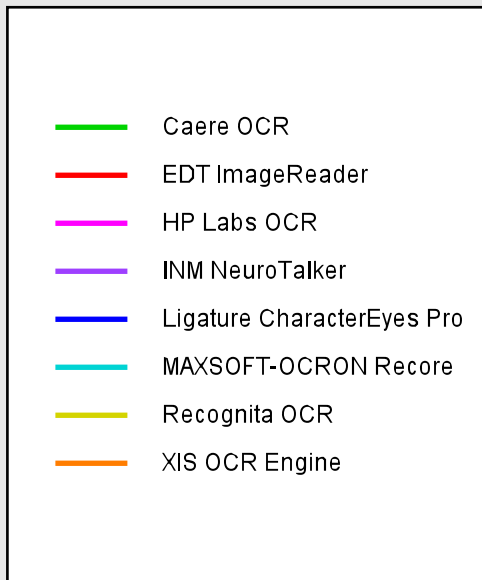 Caere OCR
EDT ImageReader
HP Labs OCR
INM NeuroTalker
Ligature CharacterEyes Pro
MAXSOFT-OCRON Recore
Recognita OCR
XIS OCR Engine